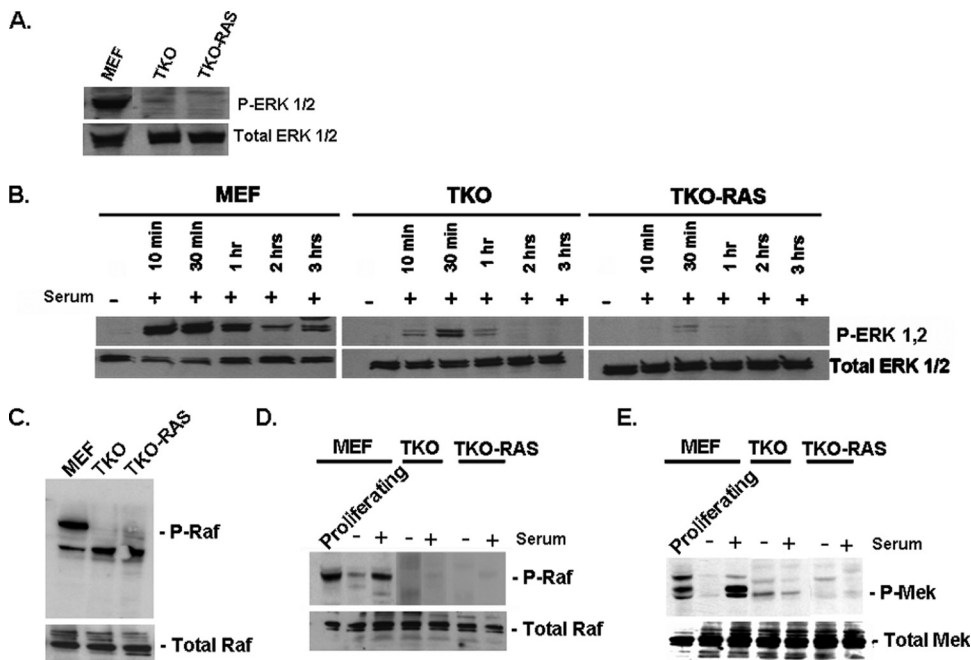 A.
MEF TKO TKO-RAS
P-ERK 1/2
Total ERK 1/2
B.
MEF TKO TKO-RAS
10 min 30 min 1 hr 2 hrs 3 hrs 10 min 30 min 1 hr 2 hrs 3 hrs 10 min 30 min 1 hr 2 hrs 3 hrs
Serum - + + + + + - + + + + + - + + + + +
P-ERK 1,2
Total ERK 1/2
C.
MEF TKO TKO-RAS
- P-Raf
- Total Raf
D.
MEF TKO TKO-RAS
Proliferating - + - + - + Serum
- P-Raf
- Total Raf
E.
MEF TKO TKO-RAS
Proliferating - + - + - + Serum
- P-Mek
- Total Mek